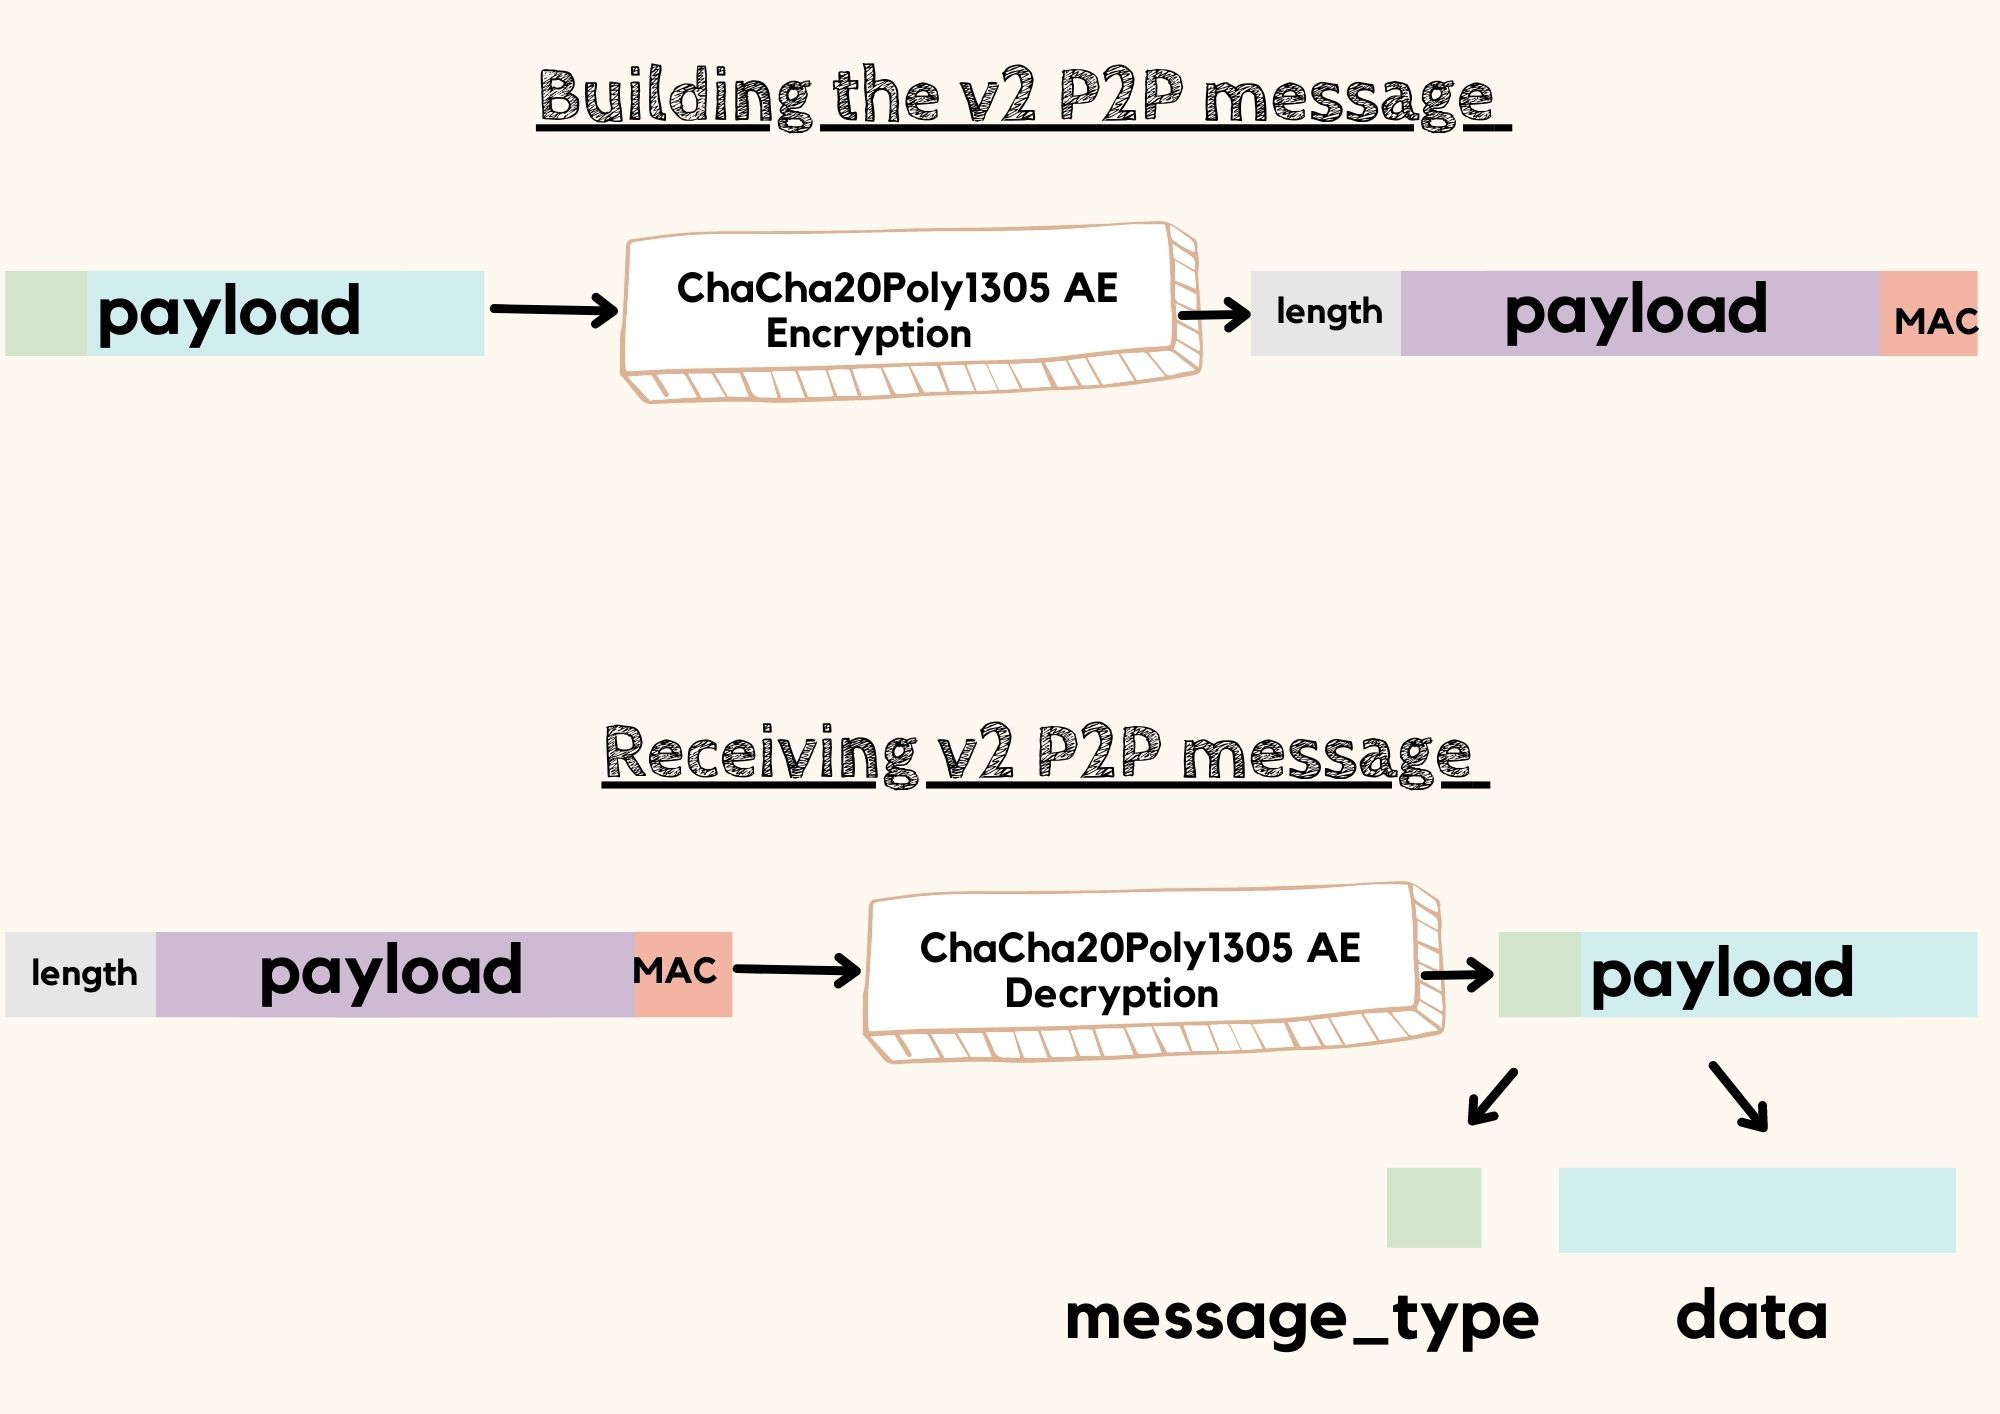 Building the v2 P2P message
payload
ChaCha20Poly1305 AE
Encryption
length
payload
MAC
Receiving v2 P2P message
length
payload
MAC
ChaCha20Poly1305 AE
Decryption
payload
message_type
data